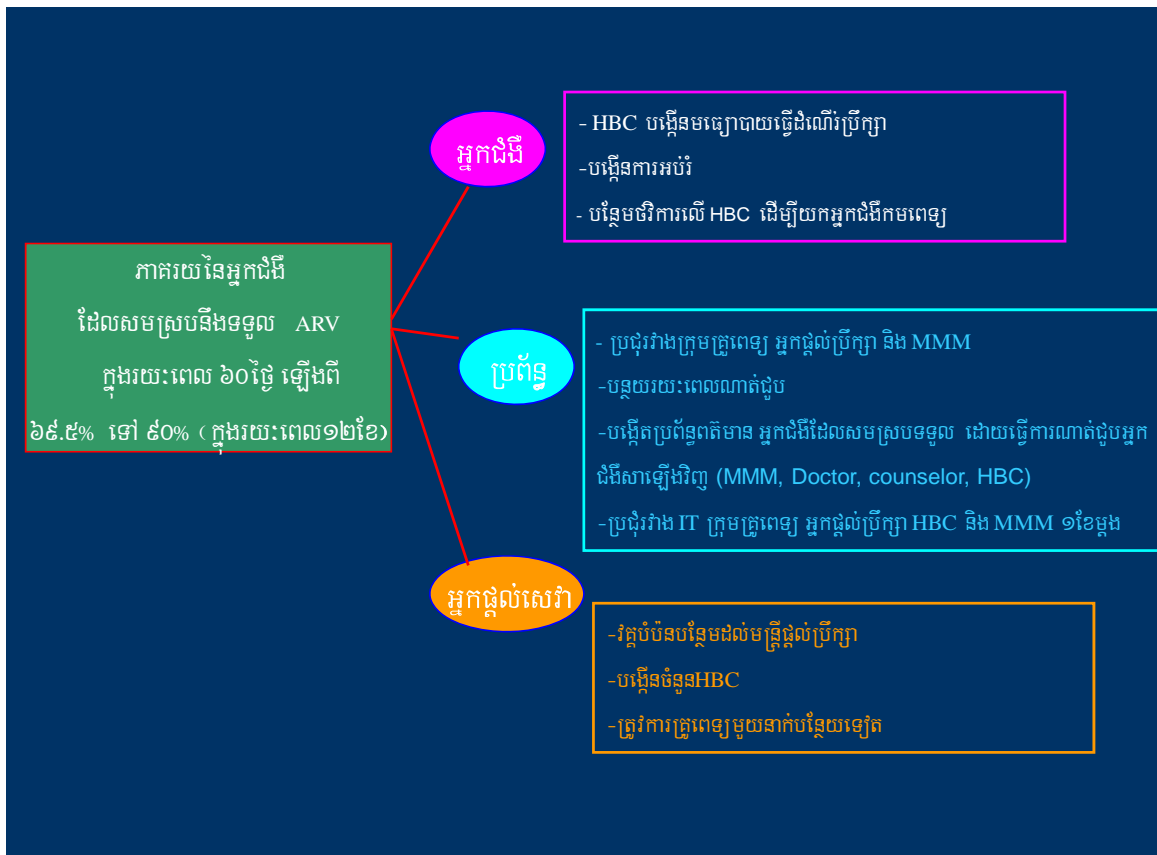 ភាគរយនៃអ្នកជំងឺ
ដែលសមស្របនឹងទទួល ARV
ក្នុងរយៈពេល ៦០ថ្ងៃ ឡើងពី
៦៩.៥% ទៅ ៩០% (ក្នុងរយៈពេល១២ខែ)
អ្នកជំងឺ
- HBC បង្កើនមធ្យោបាយធ្វើដំណើរប្រឹក្សា
-បង្កើនការអប់រំ
- បន្ថែមថវិការលើ HBC ដើម្បីយកអ្នកជំងឺកមពេទ្យ
ប្រព័ន្ធ
- ប្រជុំរវាងក្រុមគ្រូពេទ្យ អ្នកផ្តល់ប្រឹក្សា និង MMM
-បន្ថយរយៈពេលណាត់ជួប
-បង្កើតប្រព័ន្ធពត៌មាន អ្នកជំងឺដែលសមស្របទទួល ដោយធ្វើការណាត់ជួបអ្នក
ជំងឺសាឡើងវិញ (MMM, Doctor, counselor, HBC)
-ប្រជុំរវាង IT ក្រុមគ្រូពេទ្យ អ្នកផ្តល់ប្រឹក្សា HBC និង MMM ១ខែម្តង
អ្នកផ្តល់សេវា
-វគ្គបំប៉នបន្ថែមដល់មន្ត្រីផ្តល់ប្រឹក្សា
-បង្កើនចំនួនHBC
-ត្រូវការគ្រូពេទ្យមួយនាក់បន្ថែយទៀត